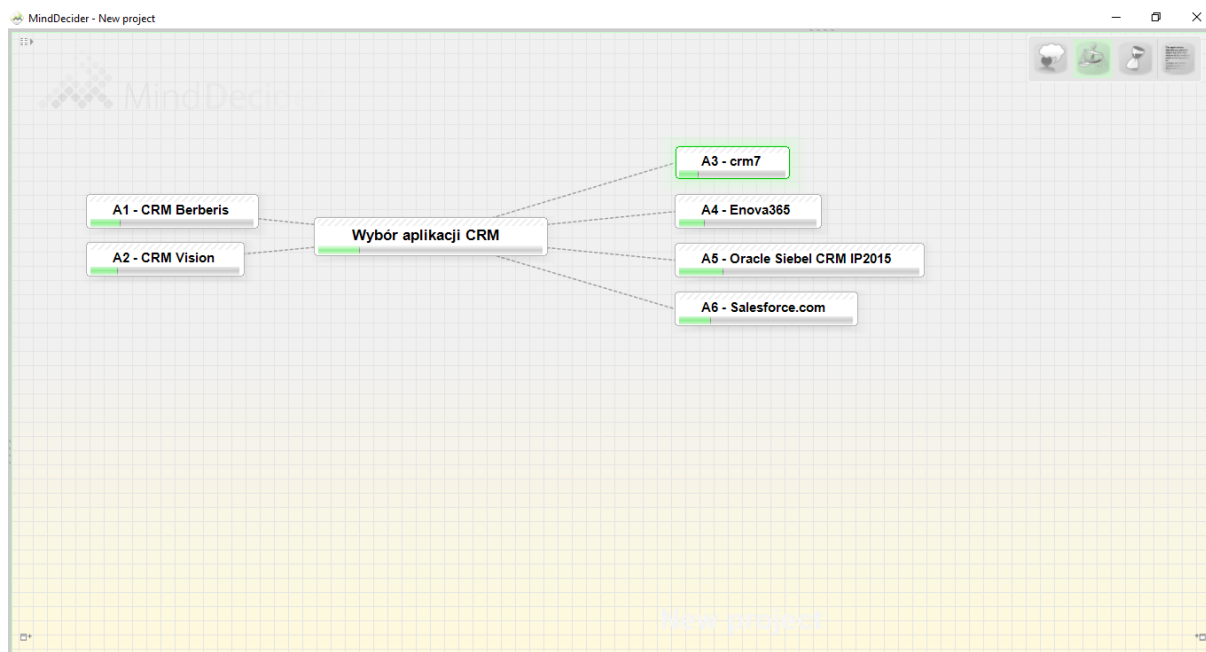 MindDecider - New project
MindDecider
A3 - crm7
A1 - CRM Berberis
A4 - Enova365
Wybór aplikacji CRM
A2 - CRM Vision
A5 - Oracle Siebel CRM IP2015
A6 - Salesforce.com
New project